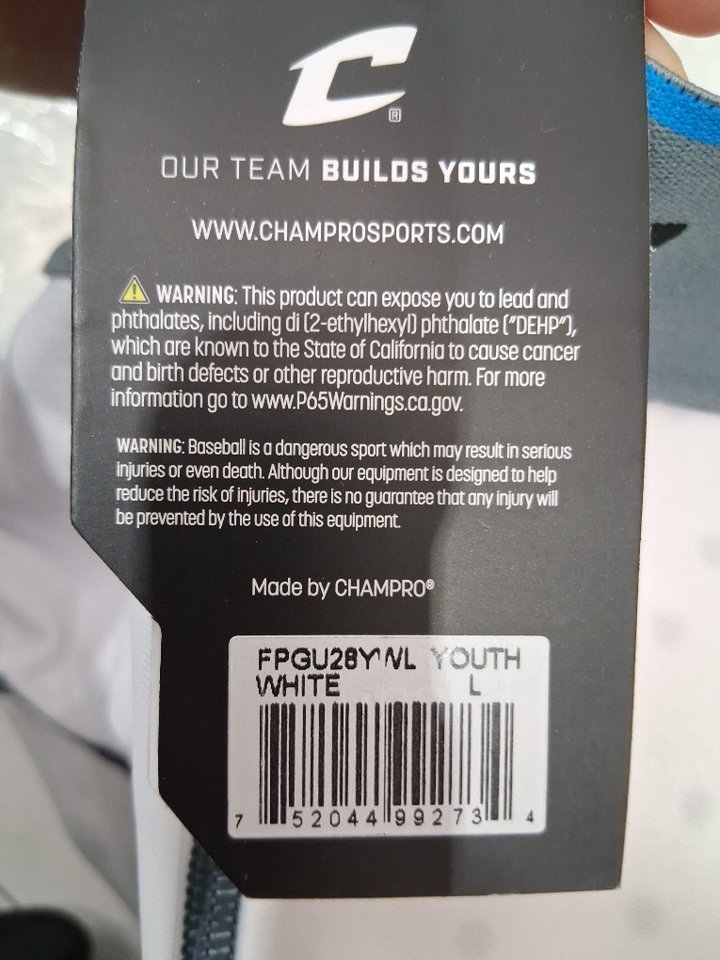 C
®
OUR TEAM BUILDS YOURS
WWW.CHAMPROSPORTS.COM
WARNING: This product can expose you to lead and
phthalates, including di (2-ethylhexyl) phthalate ("DEHP"),
which are known to the State of California to cause cancer
and birth defects or other reproductive harm. For more
information go to www.P65Warnings.ca.gov.
WARNING: Baseball is a dangerous sport which may result in serious
injuries or even death. Although our equipment is designed to help
reduce the risk of injuries, there is no guarantee that any injury will
be prevented by the use of this equipment.
Made by CHAMPRO®
FPGU28YWL YOUTH
WHITE L
7 52044 99273 4